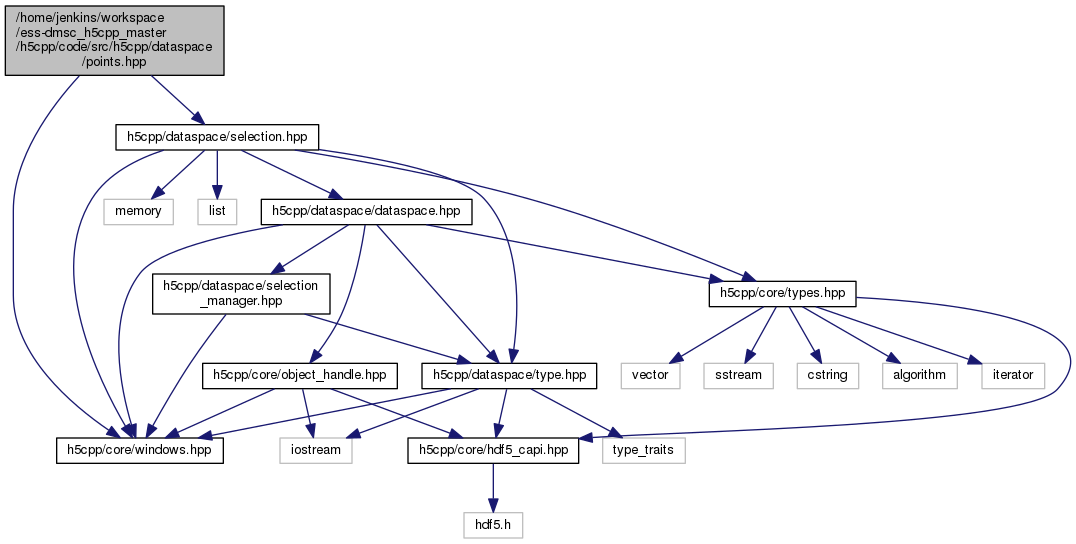 /home/jenkins/workspace
/ess-dmsc_h5cpp_master
/h5cpp/code/src/h5cpp/dataspace
/points.hpp
h5cpp/dataspace/selection.hpp
memory
list
h5cpp/dataspace/dataspace.hpp
h5cpp/dataspace/selection
_manager.hpp
h5cpp/core/types.hpp
h5cpp/core/object_handle.hpp
h5cpp/dataspace/type.hpp
vector
sstream
cstring
algorithm
iterator
h5cpp/core/windows.hpp
iostream
h5cpp/core/hdf5_capi.hpp
type_traits
hdf5.h